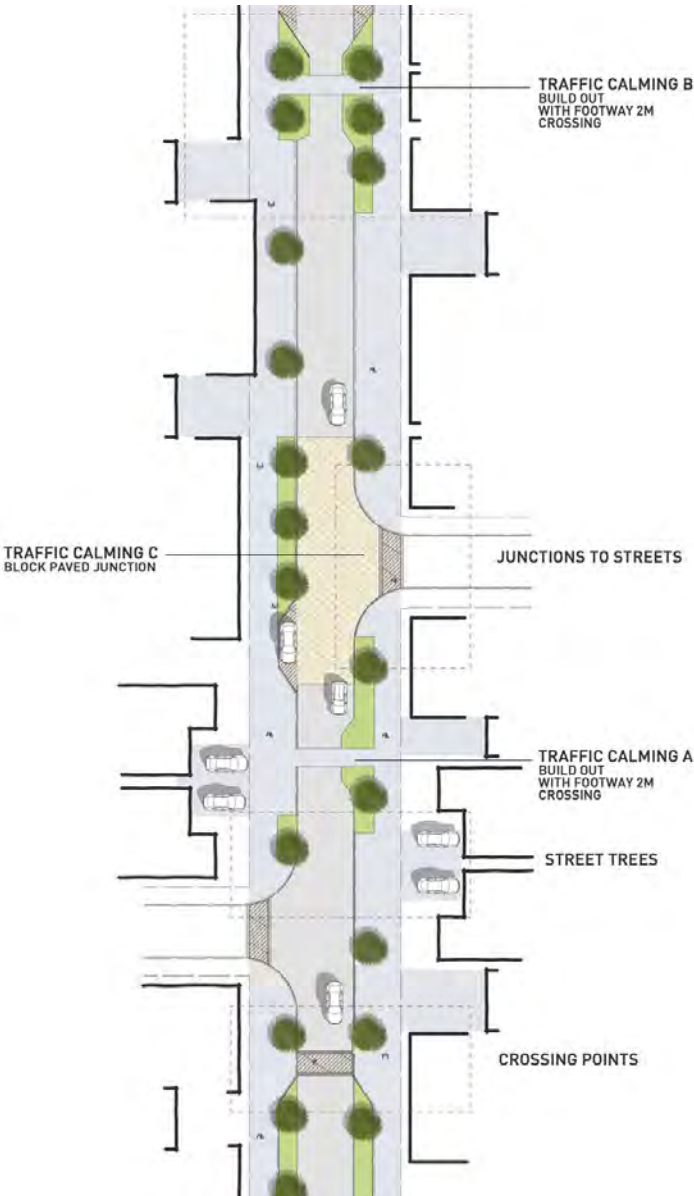 TRAFFIC CALMING B
BUILD OUT
WITH FOOTWAY 2M
CROSSING
TRAFFIC CALMING C
BLOCK PAVED JUNCTION
JUNCTIONS TO STREETS
TRAFFIC CALMING A
BUILD OUT
WITH FOOTWAY 2M
CROSSING
STREET TREES
CROSSING POINTS